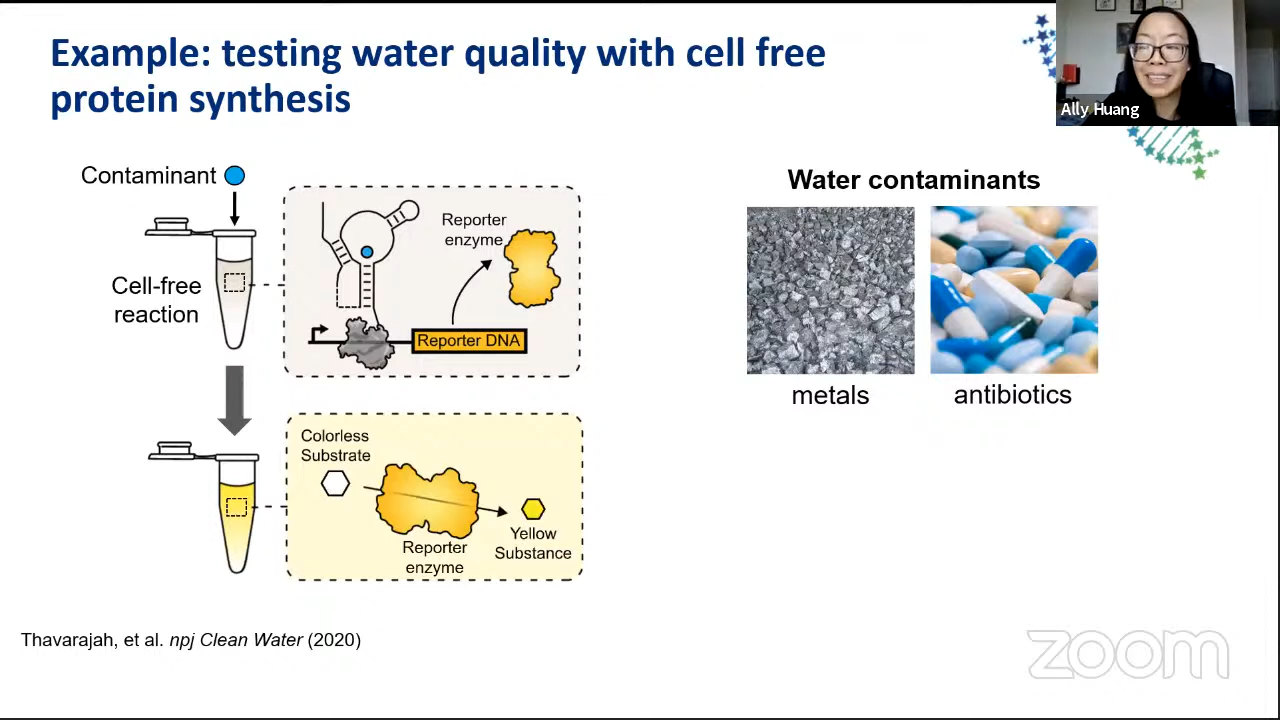 Example: testing water quality with cell free
protein synthesis
Ally Huang
Contaminant
Cell-free
reaction
Reporter
enzyme
Reporter DNA
Colorless
Substrate
Reporter
enzyme
Yellow
Substance
Water contaminants
metals
antibiotics
Thavarajah, et al. npj Clean Water (2020)
zoom